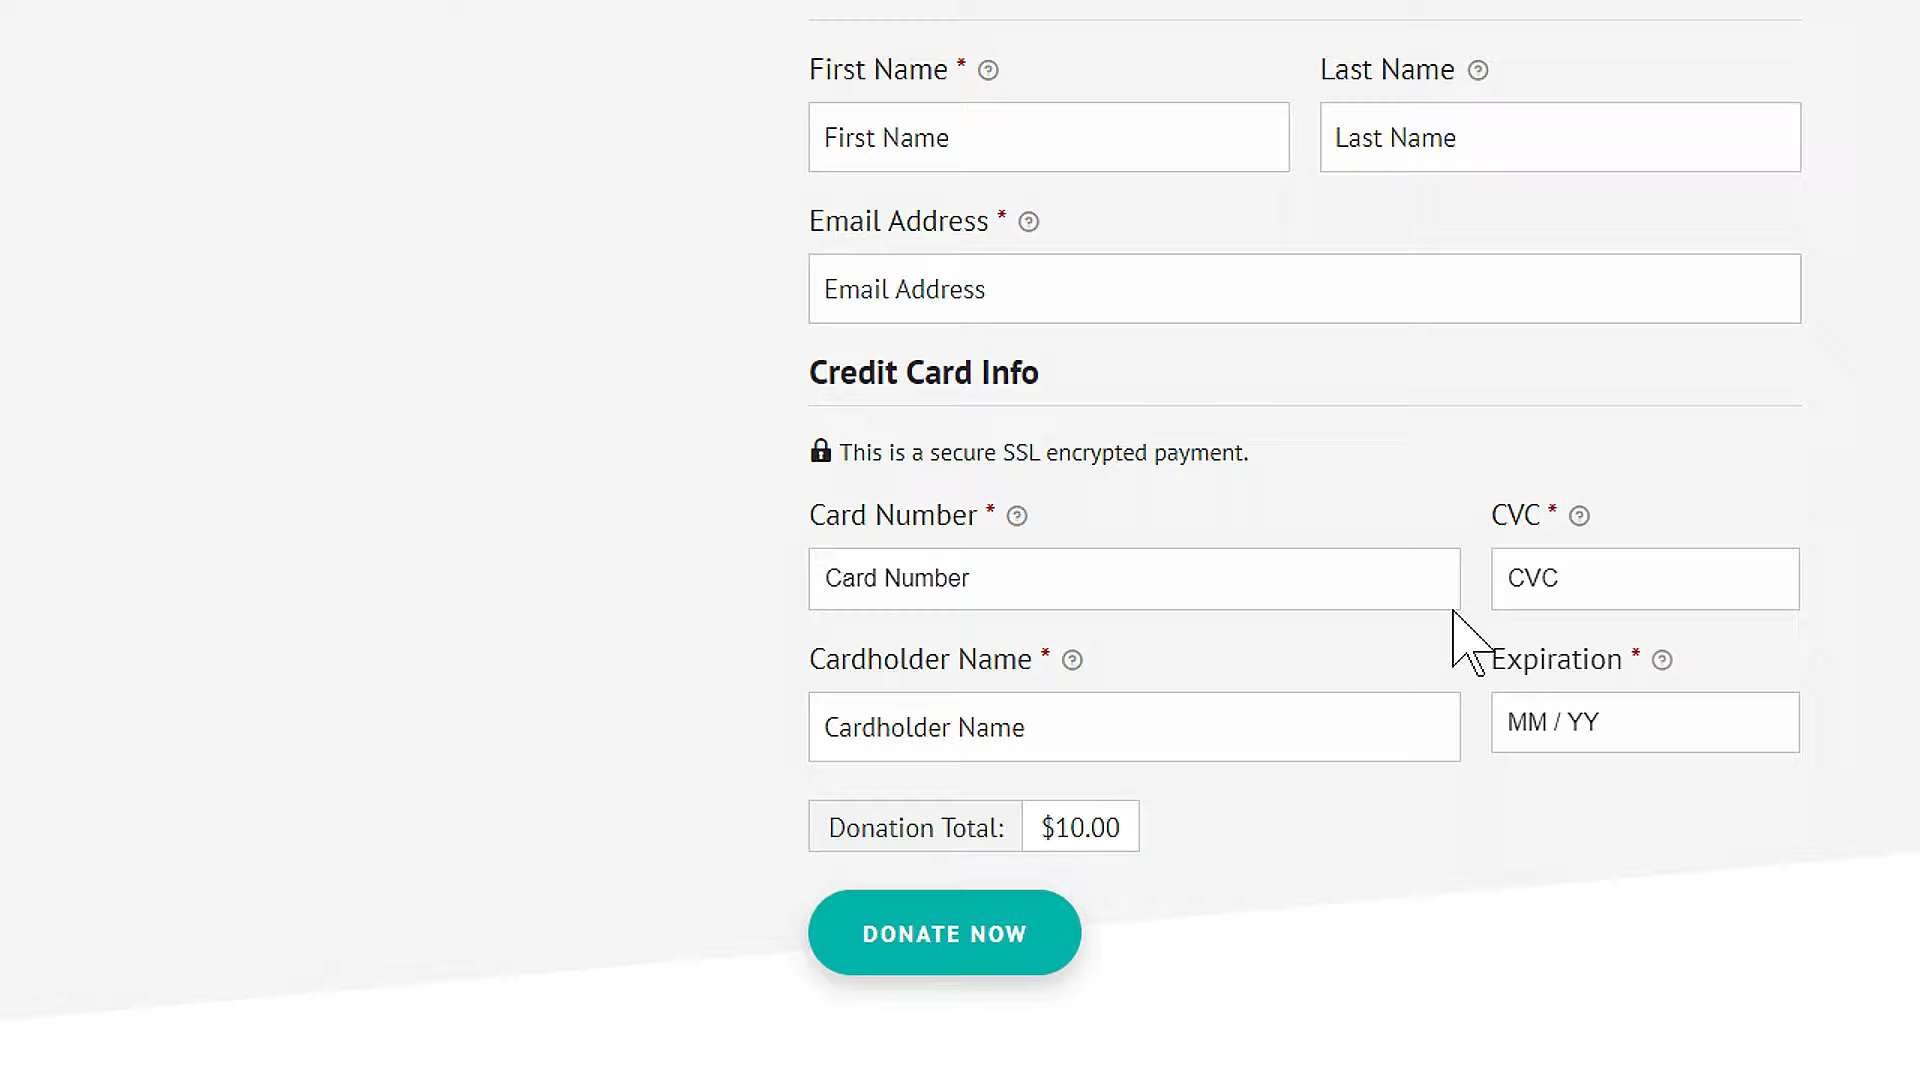 First Name * Last Name
First Name Last Name
Email Address *
Email Address
Credit Card Info
This is a secure SSL encrypted payment.
Card Number * CVC *
Card Number CVC
Cardholder Name * Expiration *
Cardholder Name MM / YY
Donation Total: $10.00
DONATE NOW